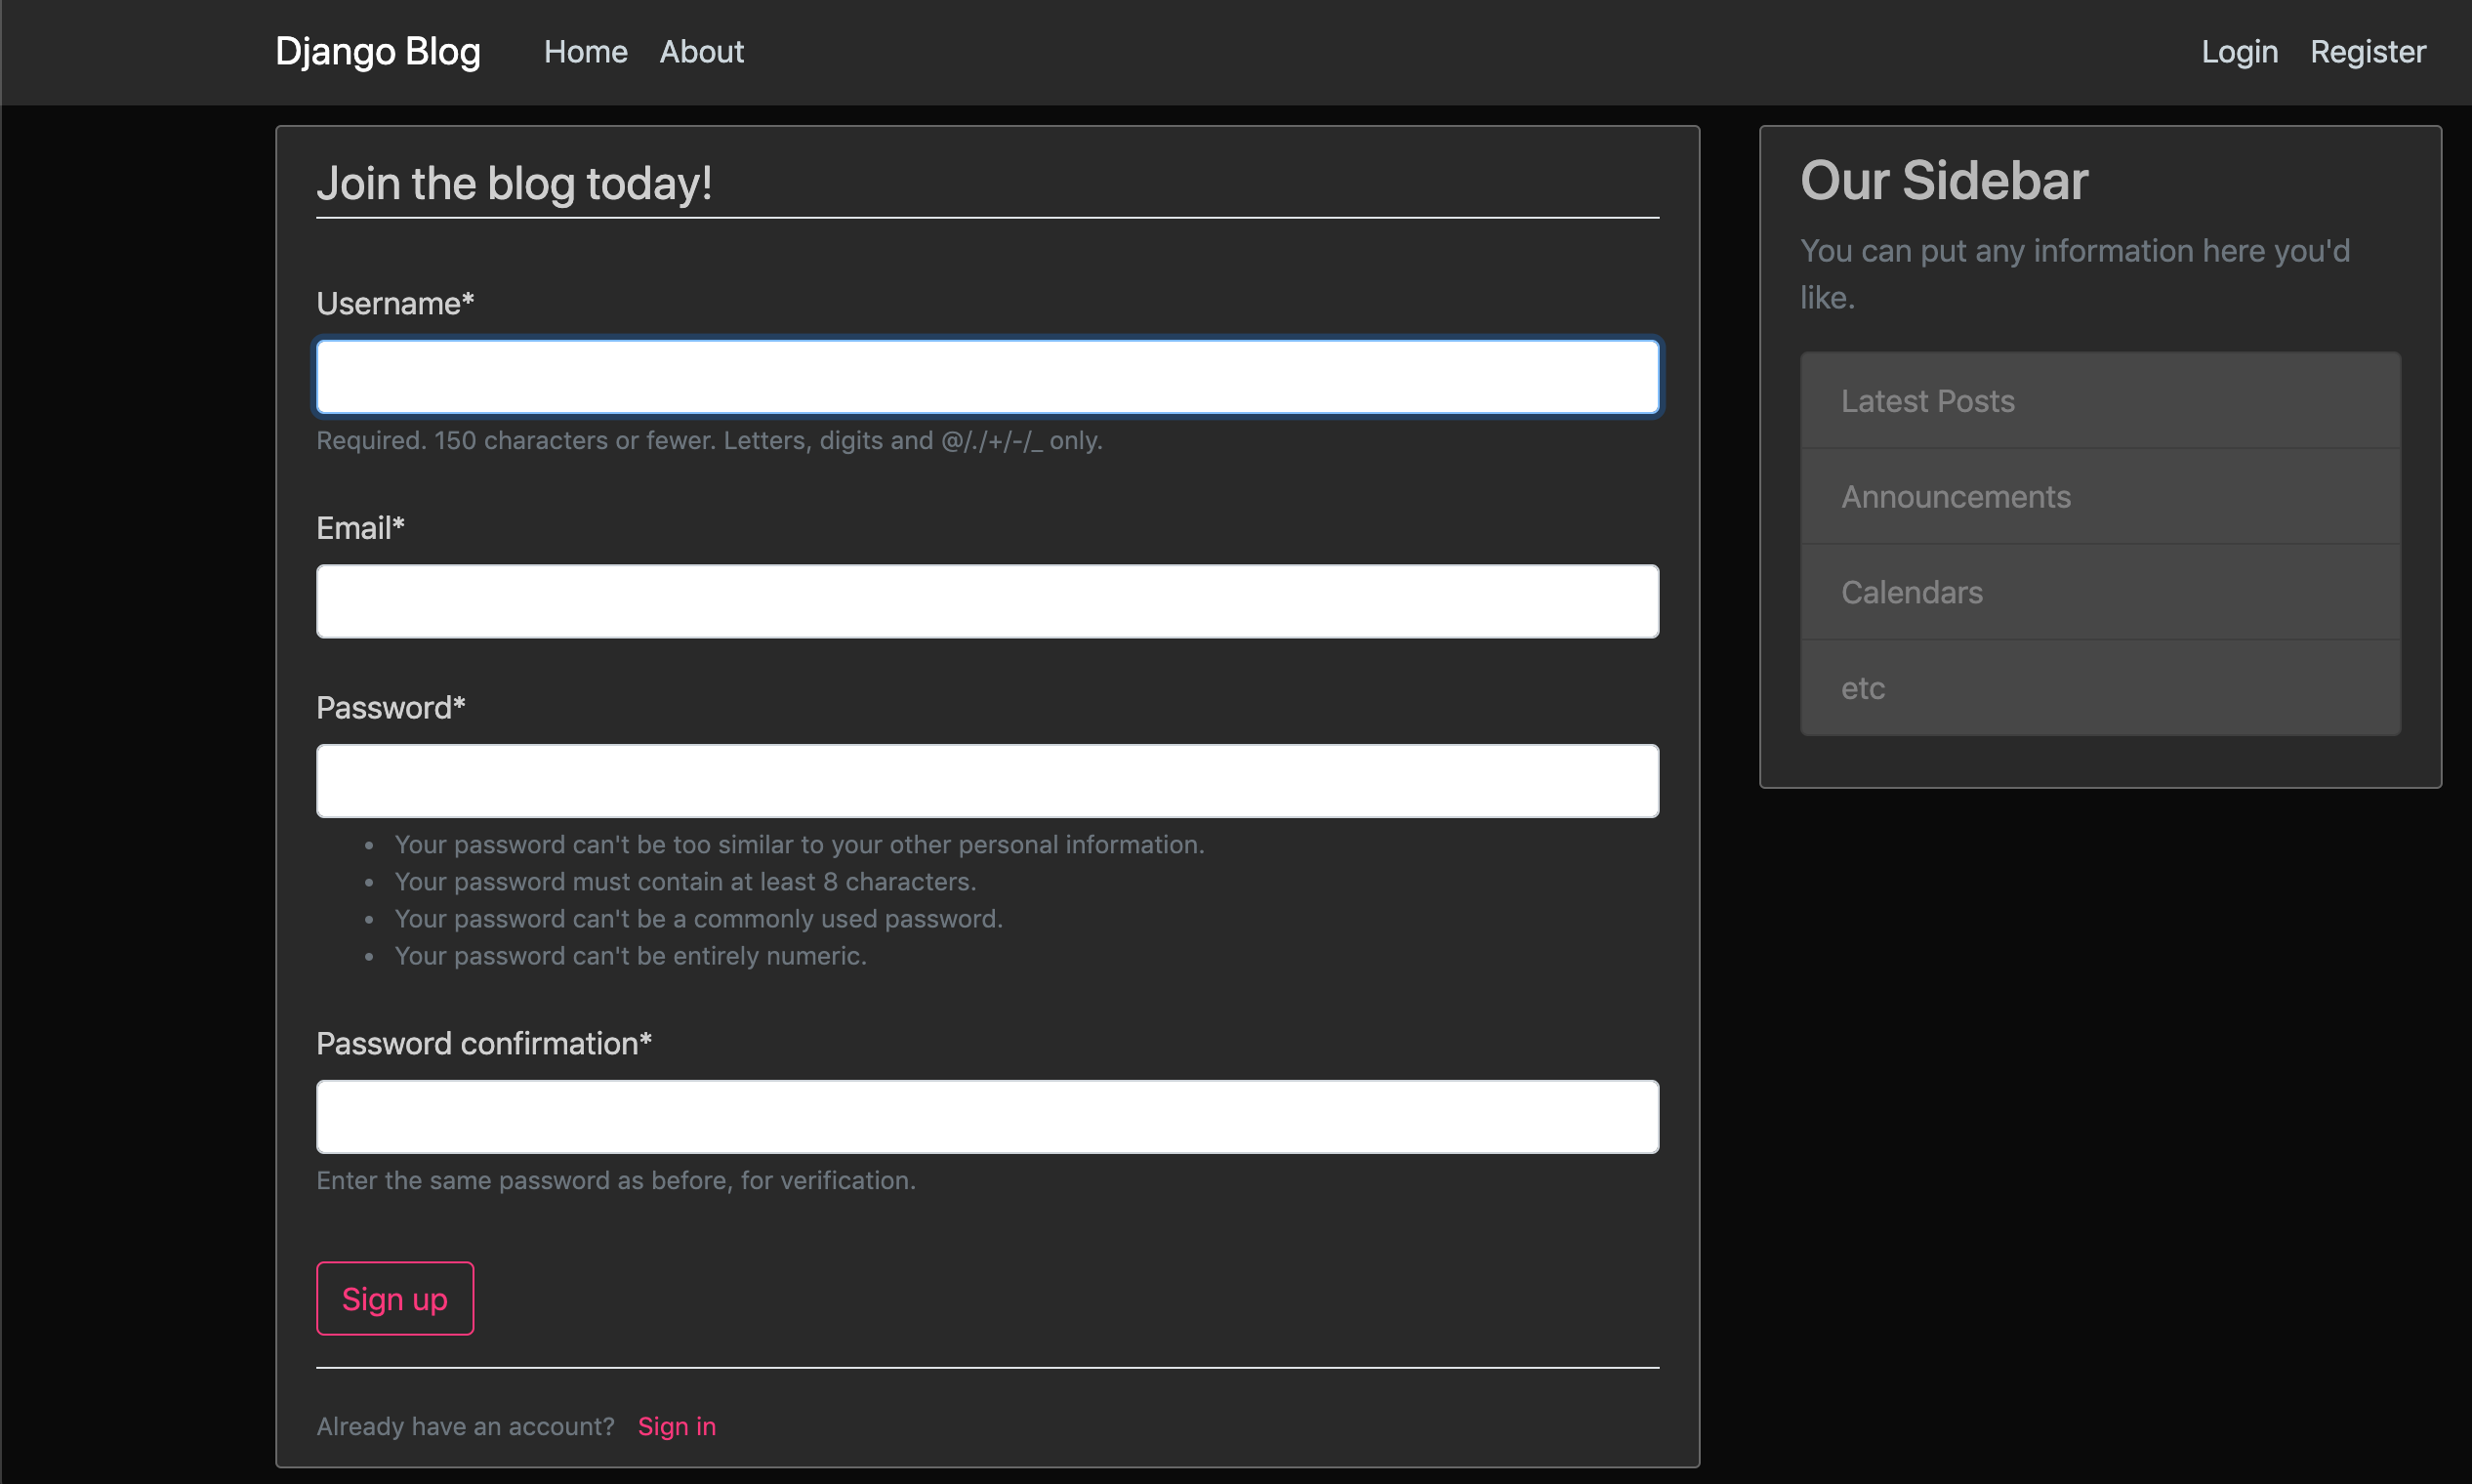 Django Blog Home About Login Register
Join the blog today!
Username*
Required. 150 characters or fewer. Letters, digits and @/./+/-/_ only.
Email*
Password*
• Your password can't be too similar to your other personal information.
• Your password must contain at least 8 characters.
• Your password can't be a commonly used password.
• Your password can't be entirely numeric.
Password confirmation*
Enter the same password as before, for verification.
Sign up
Already have an account? Sign in
Our Sidebar
You can put any information here you'd
like.
Latest Posts
Announcements
Calendars
etc